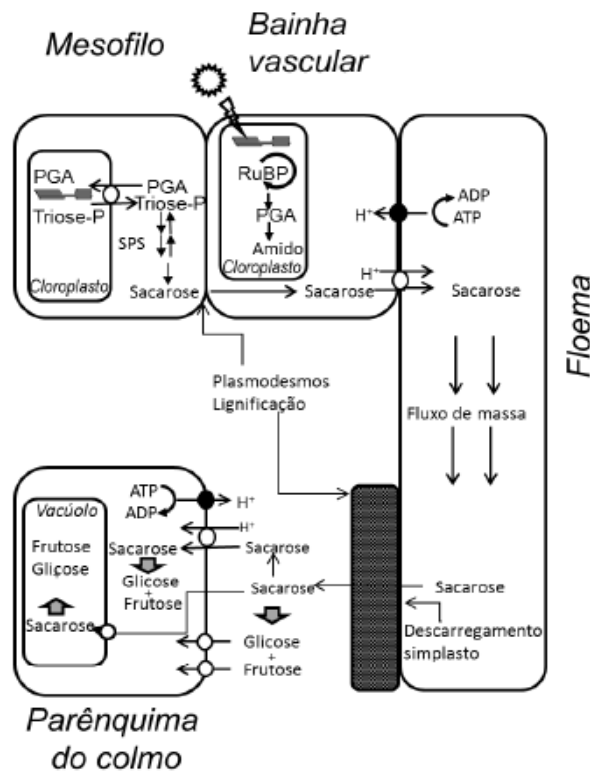 Mesofilo
Bainha
vascular
PGA
Triose-P
Cloroplasto
PGA
Triose-P
SPS
Sacarose
RuBP
PGA
Amido
Cloroplasto
Sacarose
H⁺
ADP
ATP
H⁺
Sacarose
Floema
Fluxo de massa
Plasmodesmos
Lignificação
ATP
ADP
H⁺
H⁺
Vacúolo
Frutose
Gliçose
Sacarose
Sacarose
Glicose
+
Frutose
Sacarose
Sacarose
Glicose
+
Frutose
Sacarose
Descarregamento
simplasto
Parênquima
do colmo